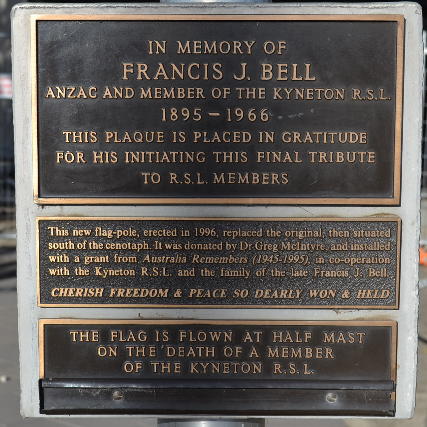 IN MEMORY OF
FRANCIS J. BELL
ANZAC AND MEMBER OF THE KYNETON R.S.L.
1895 - 1966
THIS PLAQUE IS PLACED IN GRATITUDE
FOR HIS INITIATING THIS FINAL TRIBUTE
TO R.S.L. MEMBERS
This new flag-pole, erected in 1996, replaced the original, then situated
south of the cenotaph. It was donated by Dr Greg McIntyre, and installed
with a grant from Australia Remembers (1945-1995), in co-operation
with the Kyneton R.S.L. and the family of the late Francis J. Bell.
CHERISH FREEDOM & PEACE SO DEARLY WON & HELD
THE FLAG IS FLOWN AT HALF MAST
ON THE DEATH OF A MEMBER
OF THE KYNETON R.S.L.